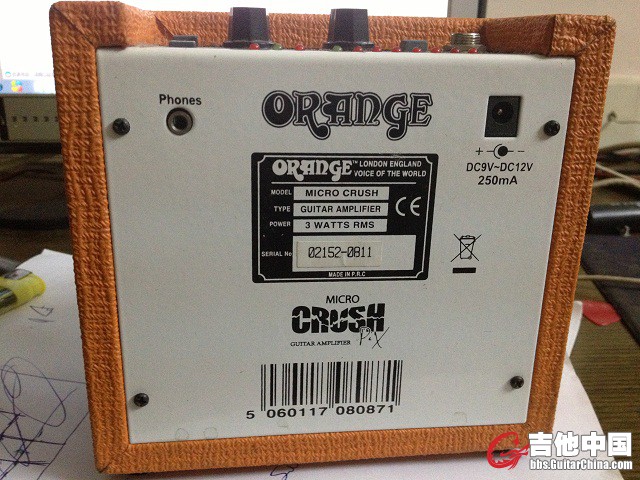 Phones
ORANGE
+ -
DC9V~DC12V
250mA
ORANGE™ LONDON ENGLAND
VOICE OF THE WORLD
MODEL MICRO CRUSH
TYPE GUITAR AMPLIFIER
POWER 3 WATTS RMS
CE
SERIAL No 02152-0811
MADE IN P.R.C
MICRO
CRUSH
GUITAR AMPLIFIER P.X
5 060117 080871
吉他中国
bbs.GuitarChina.com